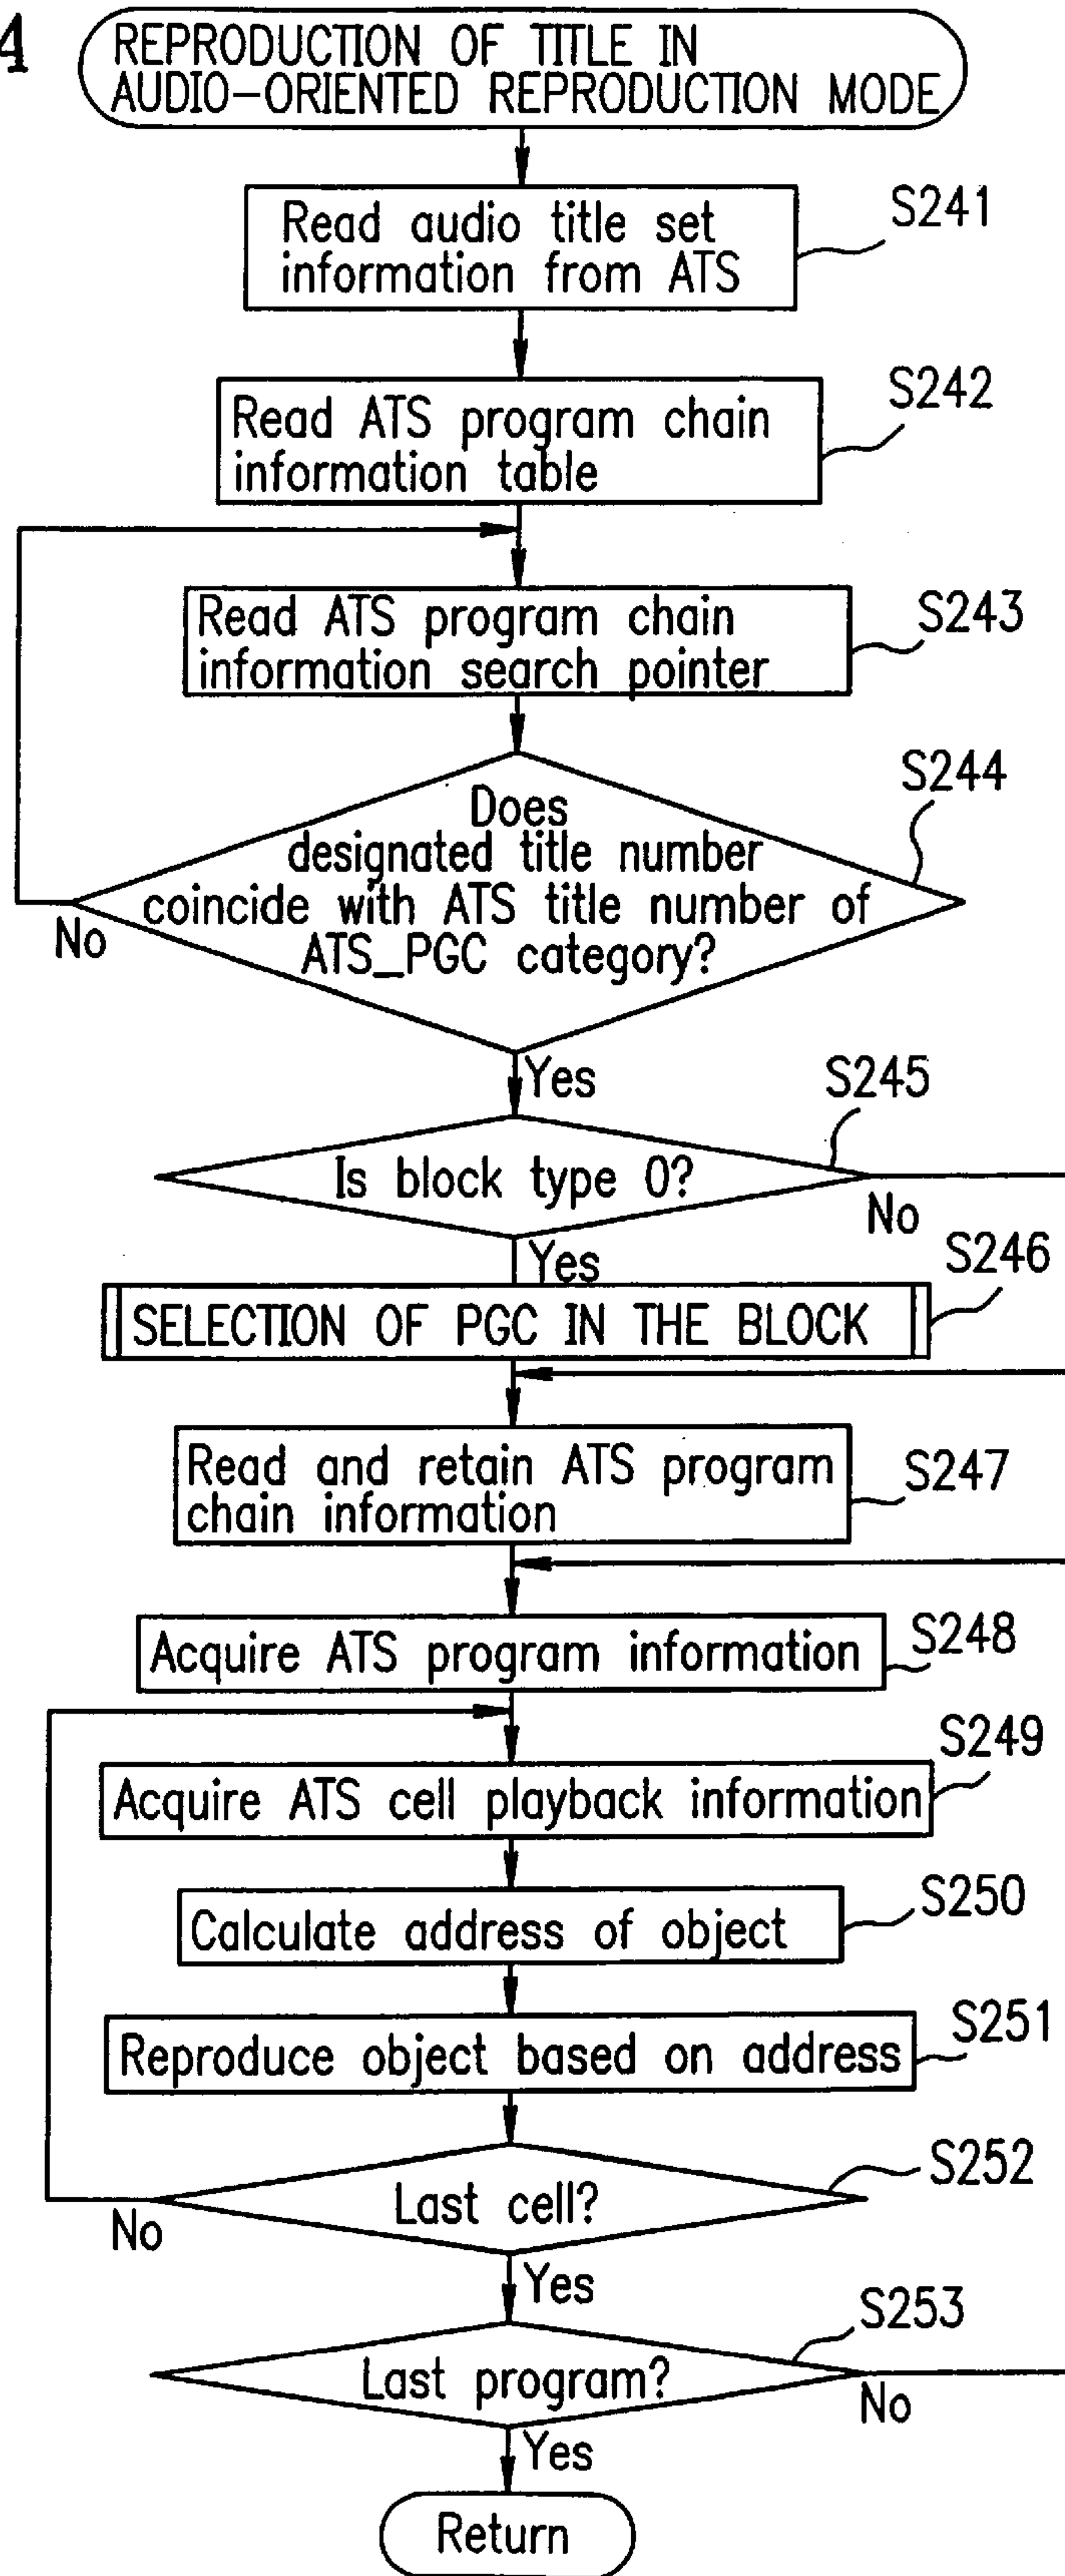 4
REPRODUCTION OF TITLE IN
AUDIO-ORIENTED REPRODUCTION MODE
Read audio title set
information from ATS
S241
Read ATS program chain
information table
S242
Read ATS program chain
information search pointer
S243
Does
designated title number
coincide with ATS title number of
ATS_PGC category?
S244
No
Yes
Is block type 0?
S245
No
Yes
SELECTION OF PGC IN THE BLOCK
S246
Read and retain ATS program
chain information
S247
Acquire ATS program information
S248
Acquire ATS cell playback information
S249
Calculate address of object
S250
Reproduce object based on address
S251
Last cell?
S252
No
Yes
Last program?
S253
No
Yes
Return